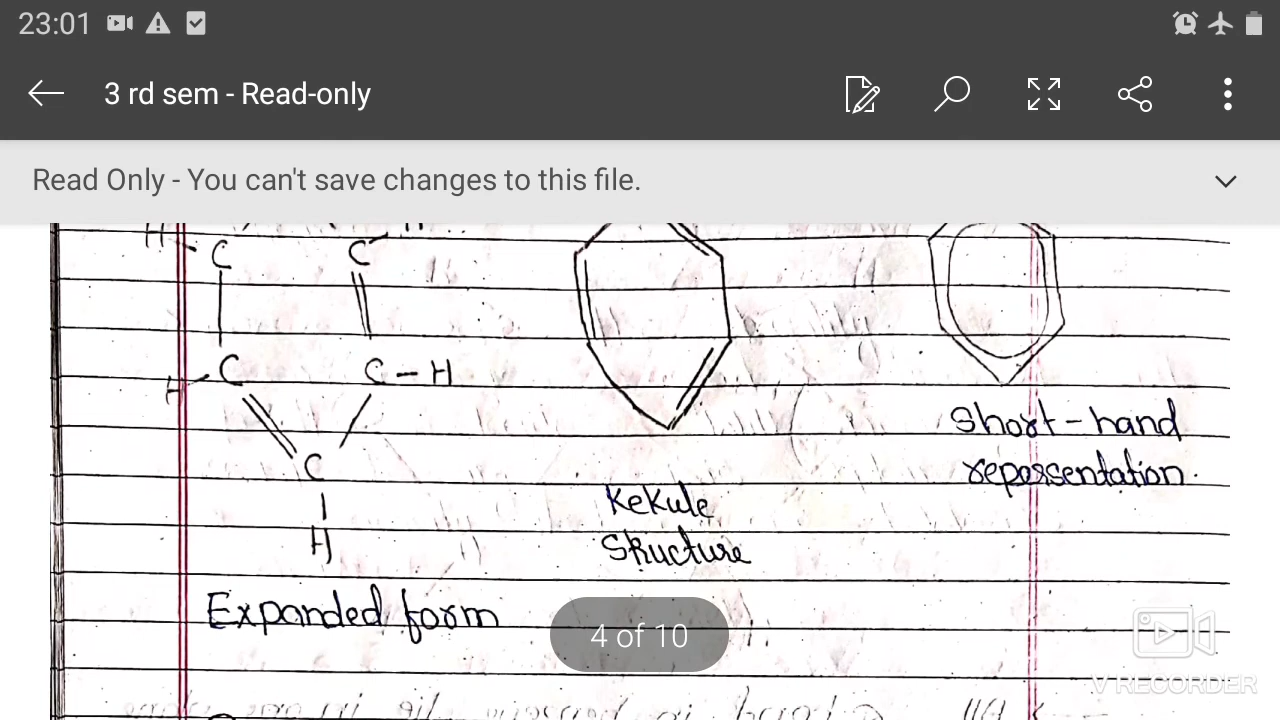 23:01
3 rd sem - Read-only
Read Only - You can't save changes to this file.
H C C H
H C C - H
C
H
Short-hand
repessentation.
Kekule
Structure
Expanded form
4 of 10
V RECORDER